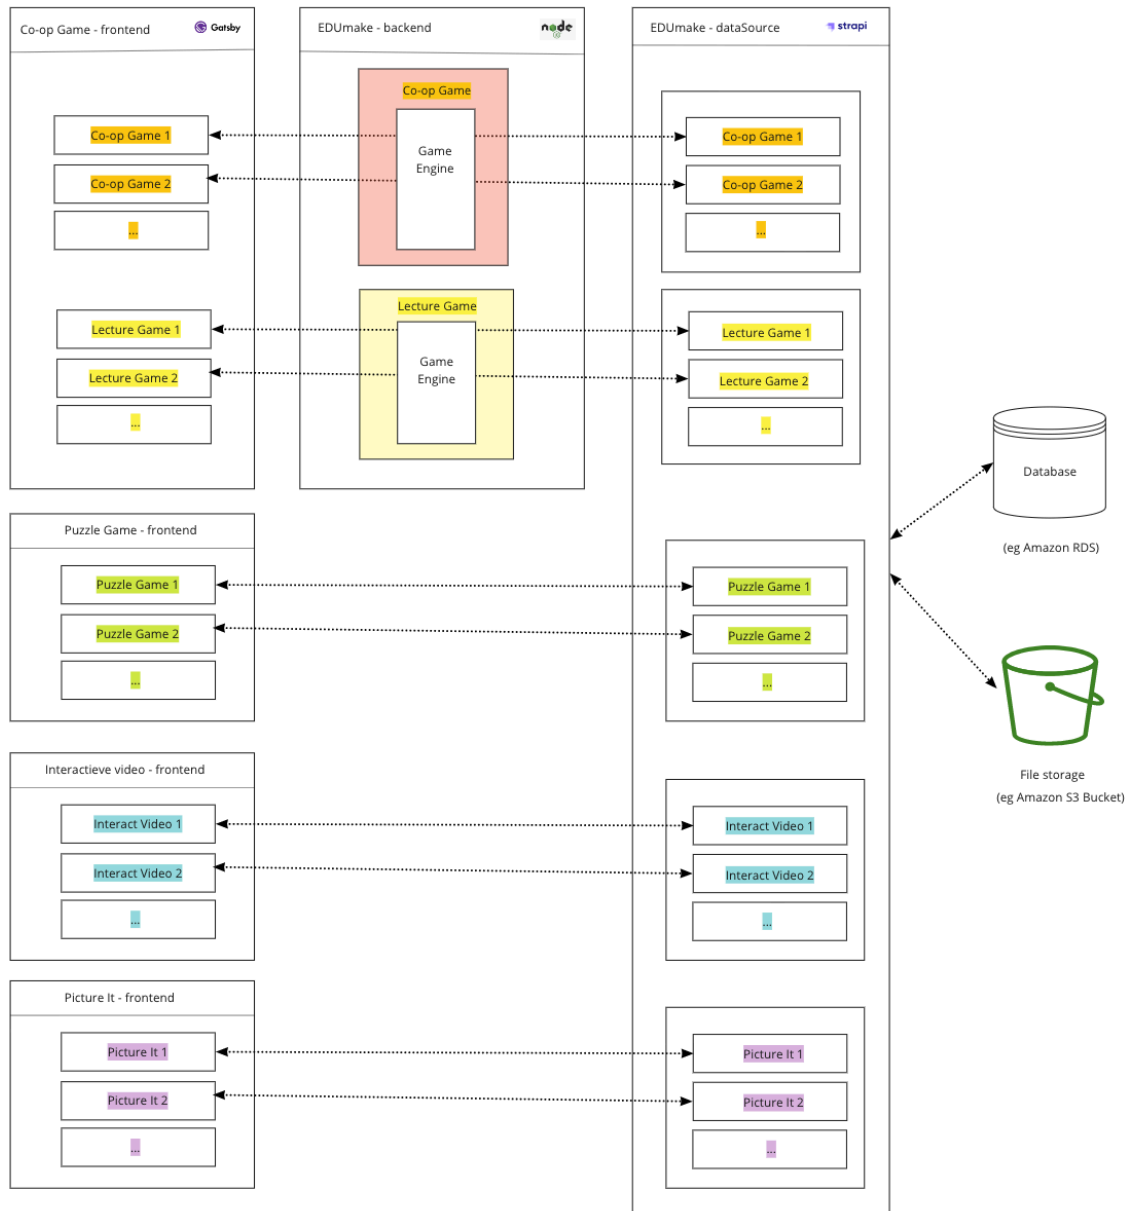 Co-op Game - frontend
Gatsby
Co-op Game 1
Co-op Game 2
...
Lecture Game 1
Lecture Game 2
...
EDUmake - backend
node
Co-op Game
Game
Engine
Lecture Game
Game
Engine
EDUmake - dataSource
strapi
Co-op Game 1
Co-op Game 2
...
Lecture Game 1
Lecture Game 2
...
Puzzle Game - frontend
Puzzle Game 1
Puzzle Game 2
...
Puzzle Game 1
Puzzle Game 2
...
Interactieve video - frontend
Interact Video 1
Interact Video 2
...
Interact Video 1
Interact Video 2
...
Picture It - frontend
Picture It 1
Picture It 2
...
Picture It 1
Picture It 2
...
Database
(eg Amazon RDS)
File storage
(eg Amazon S3 Bucket)